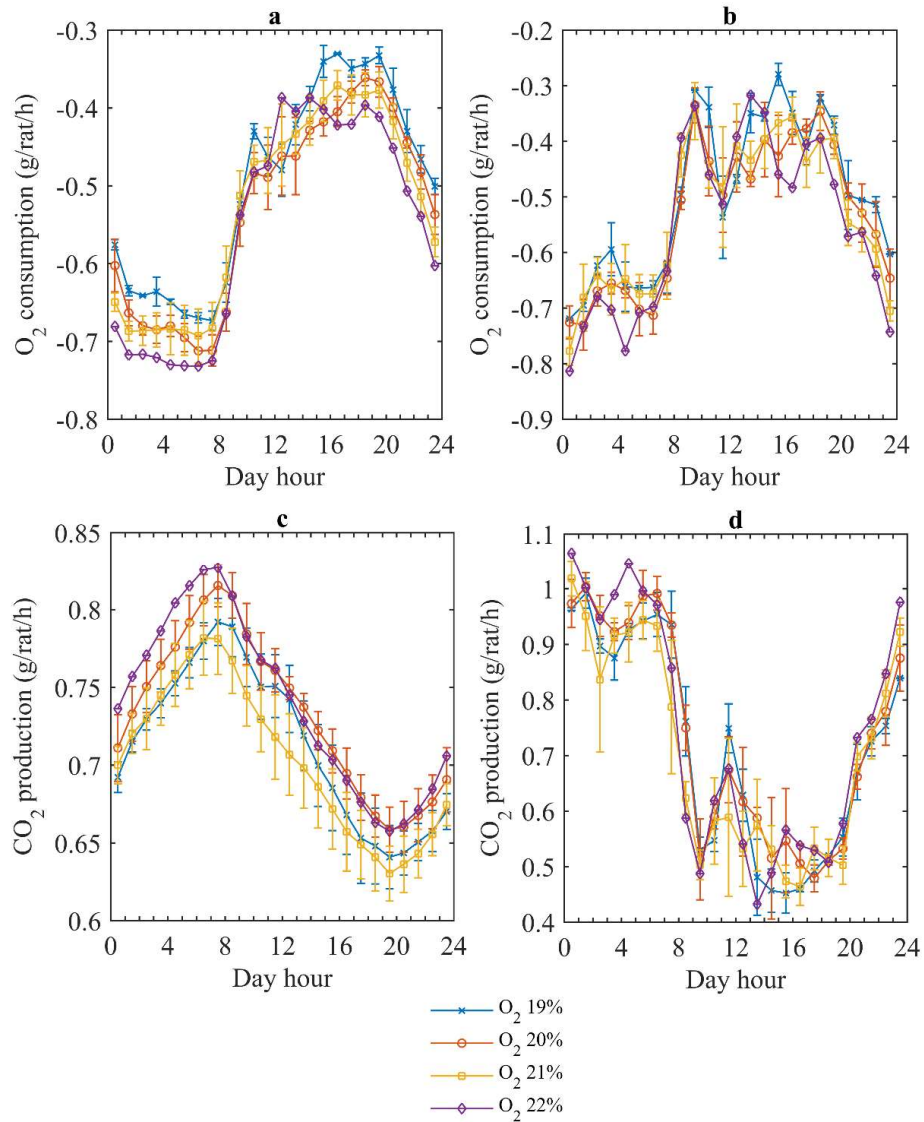 a
b
-0.3
-0.4
-0.5
-0.6
-0.7
-0.8
O2 consumption (g/rat/h)
0 4 8 12 16 20 24
Day hour
-0.2
-0.3
-0.4
-0.5
-0.6
-0.7
-0.8
-0.9
O2 consumption (g/rat/h)
0 4 8 12 16 20 24
Day hour
c
d
0.85
0.8
0.75
0.7
0.65
0.6
CO2 production (g/rat/h)
0 4 8 12 16 20 24
Day hour
1.1
1
0.9
0.8
0.7
0.6
0.5
0.4
CO2 production (g/rat/h)
0 4 8 12 16 20 24
Day hour
O2 19%
O2 20%
O2 21%
O2 22%